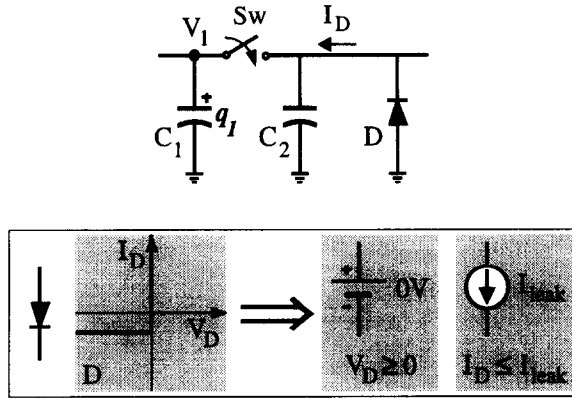 Sw
V1
ID
+
q1
C1
C2
D
ID
VD
D
+
0V
-
VD ≥ 0
Ileak
ID ≤ Ileak